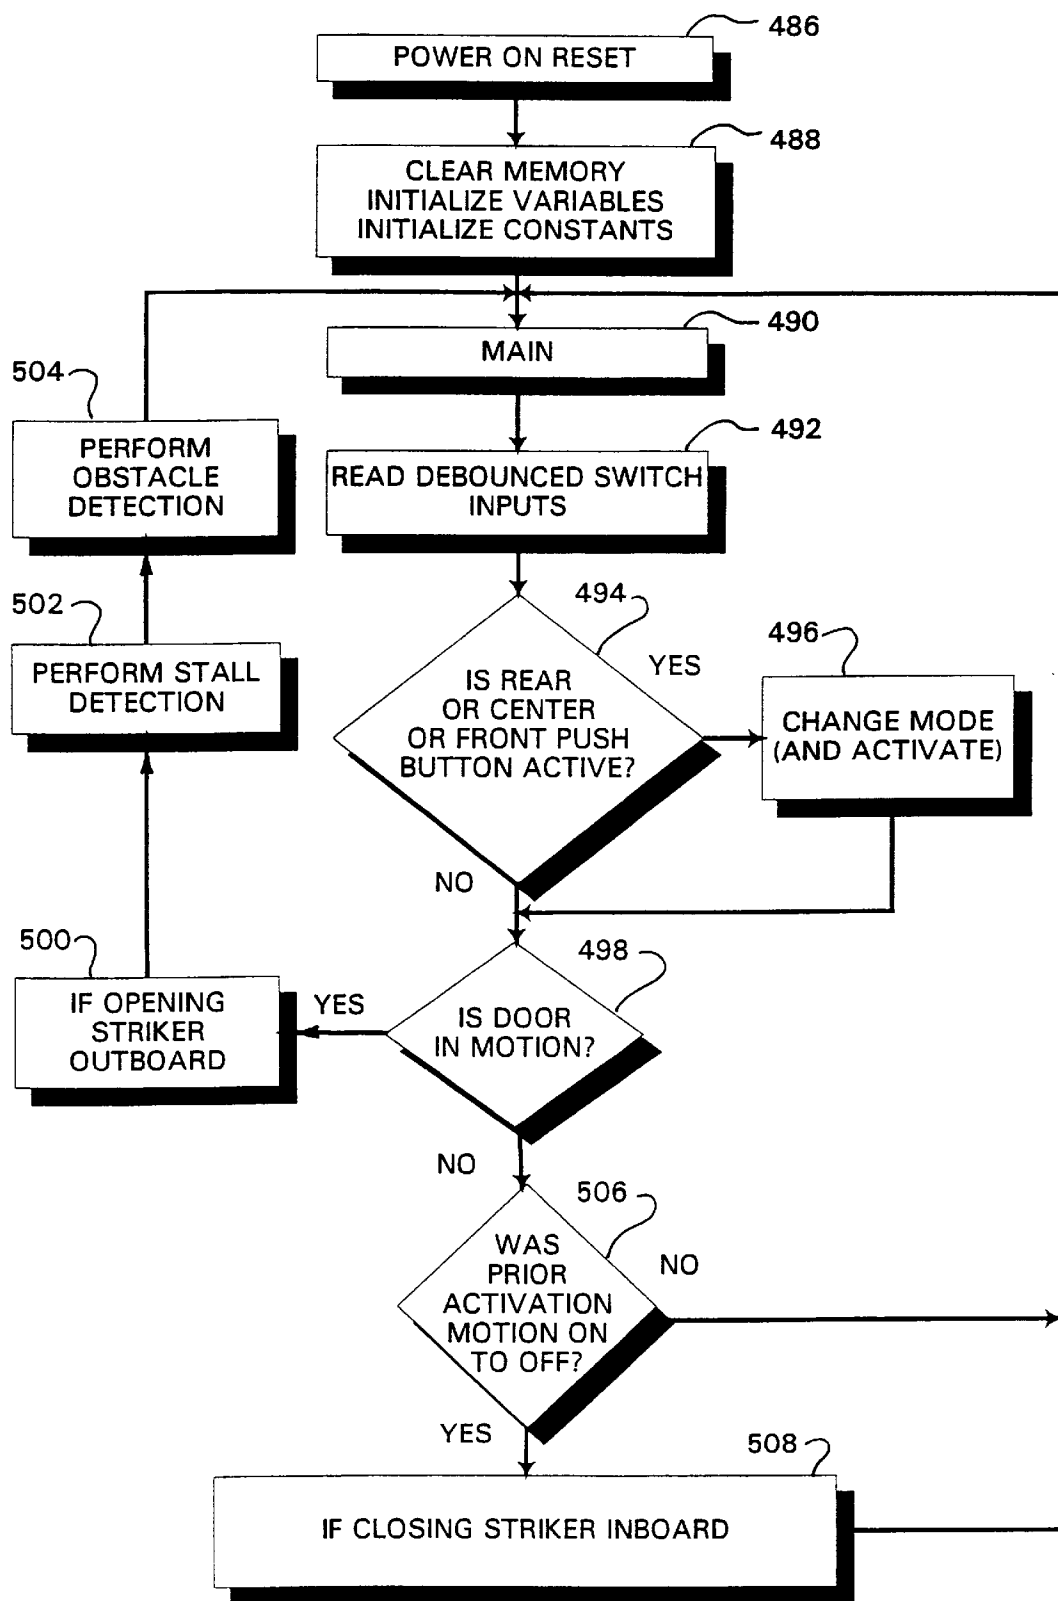 486
POWER ON RESET
488
CLEAR MEMORY
INITIALIZE VARIABLES
INITIALIZE CONSTANTS
490
MAIN
504
PERFORM
OBSTACLE
DETECTION
492
READ DEBOUNCED SWITCH
INPUTS
494
502
PERFORM STALL
DETECTION
YES
496
IS REAR
OR CENTER
OR FRONT PUSH
BUTTON ACTIVE?
CHANGE MODE
(AND ACTIVATE)
NO
500
IF OPENING
STRIKER
OUTBOARD
YES
498
IS DOOR
IN MOTION?
NO
506
WAS
PRIOR
ACTIVATION
MOTION ON
TO OFF?
NO
YES
508
IF CLOSING STRIKER INBOARD